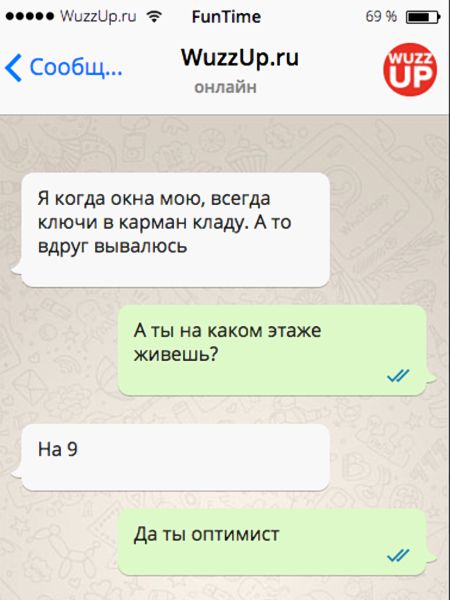 WuzzUp.ru FunTime 69 %
Сообщ... WuzzUp.ru
онлайн
WUZZ
UP
Я когда окна мою, всегда
ключи в карман кладу. А то
вдруг вывалюсь
А ты на каком этаже
живешь?
На 9
Да ты оптимист